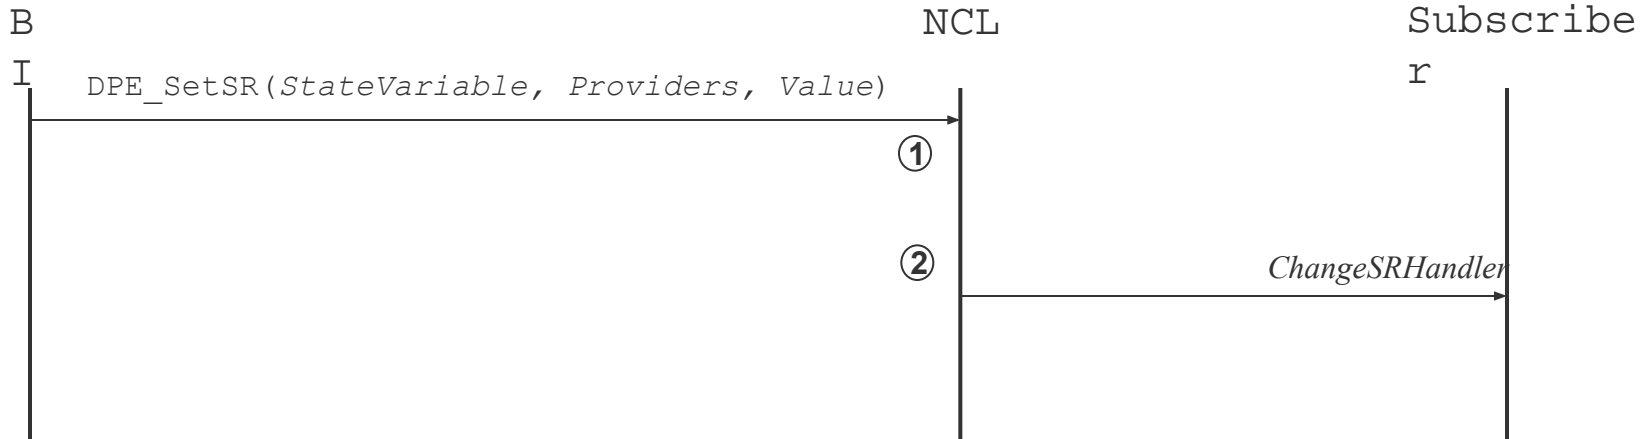 B
I
NCL
Subscribe
r
DPE_SetSR(StateVariable, Providers, Value)
1
2
ChangeSRHandler